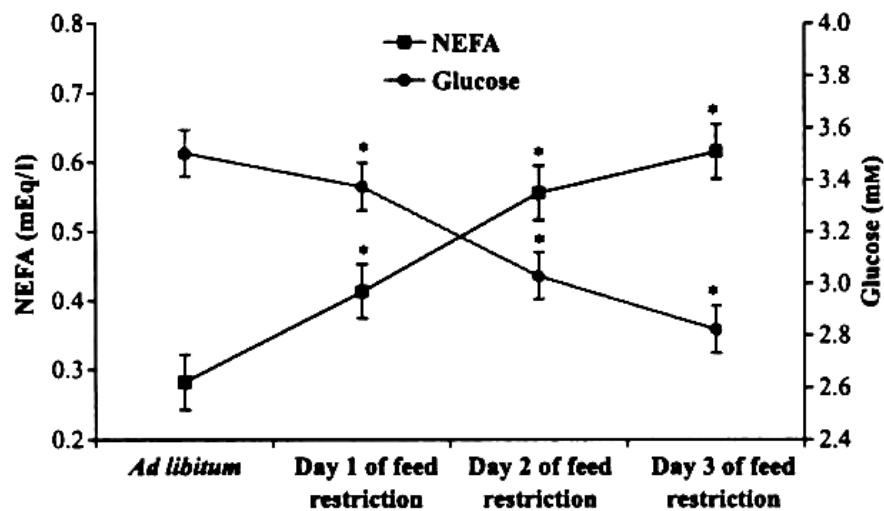 0.8
0.7
0.6
0.5
0.4
0.3
0.2
NEFA (mEq/l)
NEFA
Glucose
*
*
*
*
*
*
4.0
3.8
3.6
3.4
3.2
3.0
2.8
2.6
2.4
Glucose (mM)
Ad libitum
Day 1 of feed
restriction
Day 2 of feed
restriction
Day 3 of feed
restriction